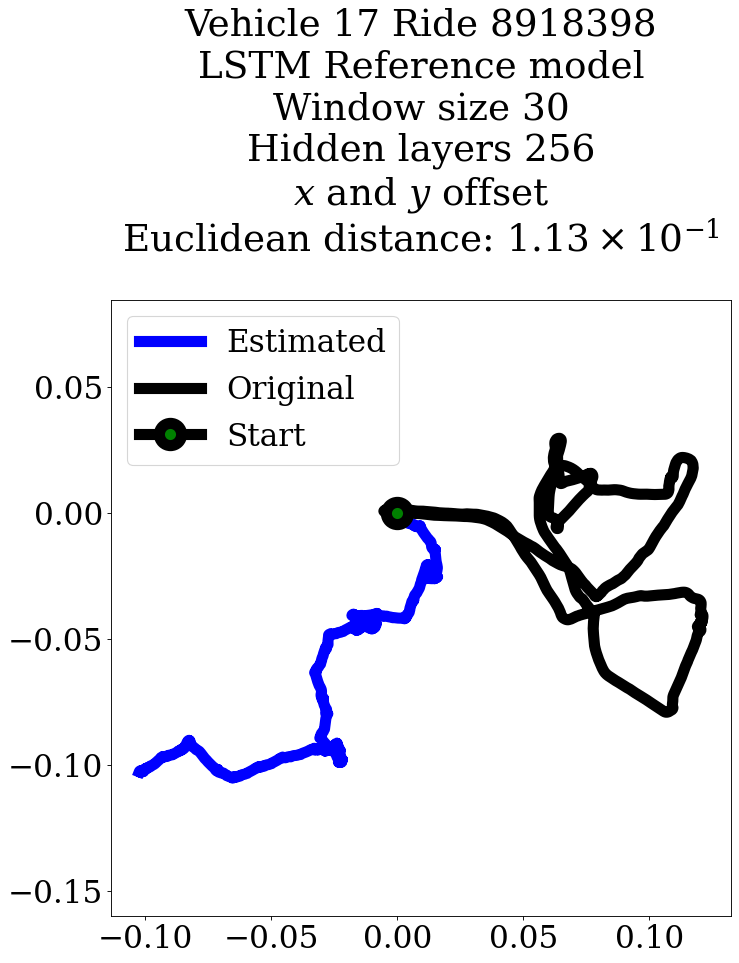 Vehicle 17 Ride 8918398
LSTM Reference model
Window size 30
Hidden layers 256
x and y offset
Euclidean distance: 1.13 × 10⁻¹
Estimated
Original
Start
0.05
0.00
−0.05
−0.10
−0.15
−0.10 −0.05 0.00 0.05 0.10